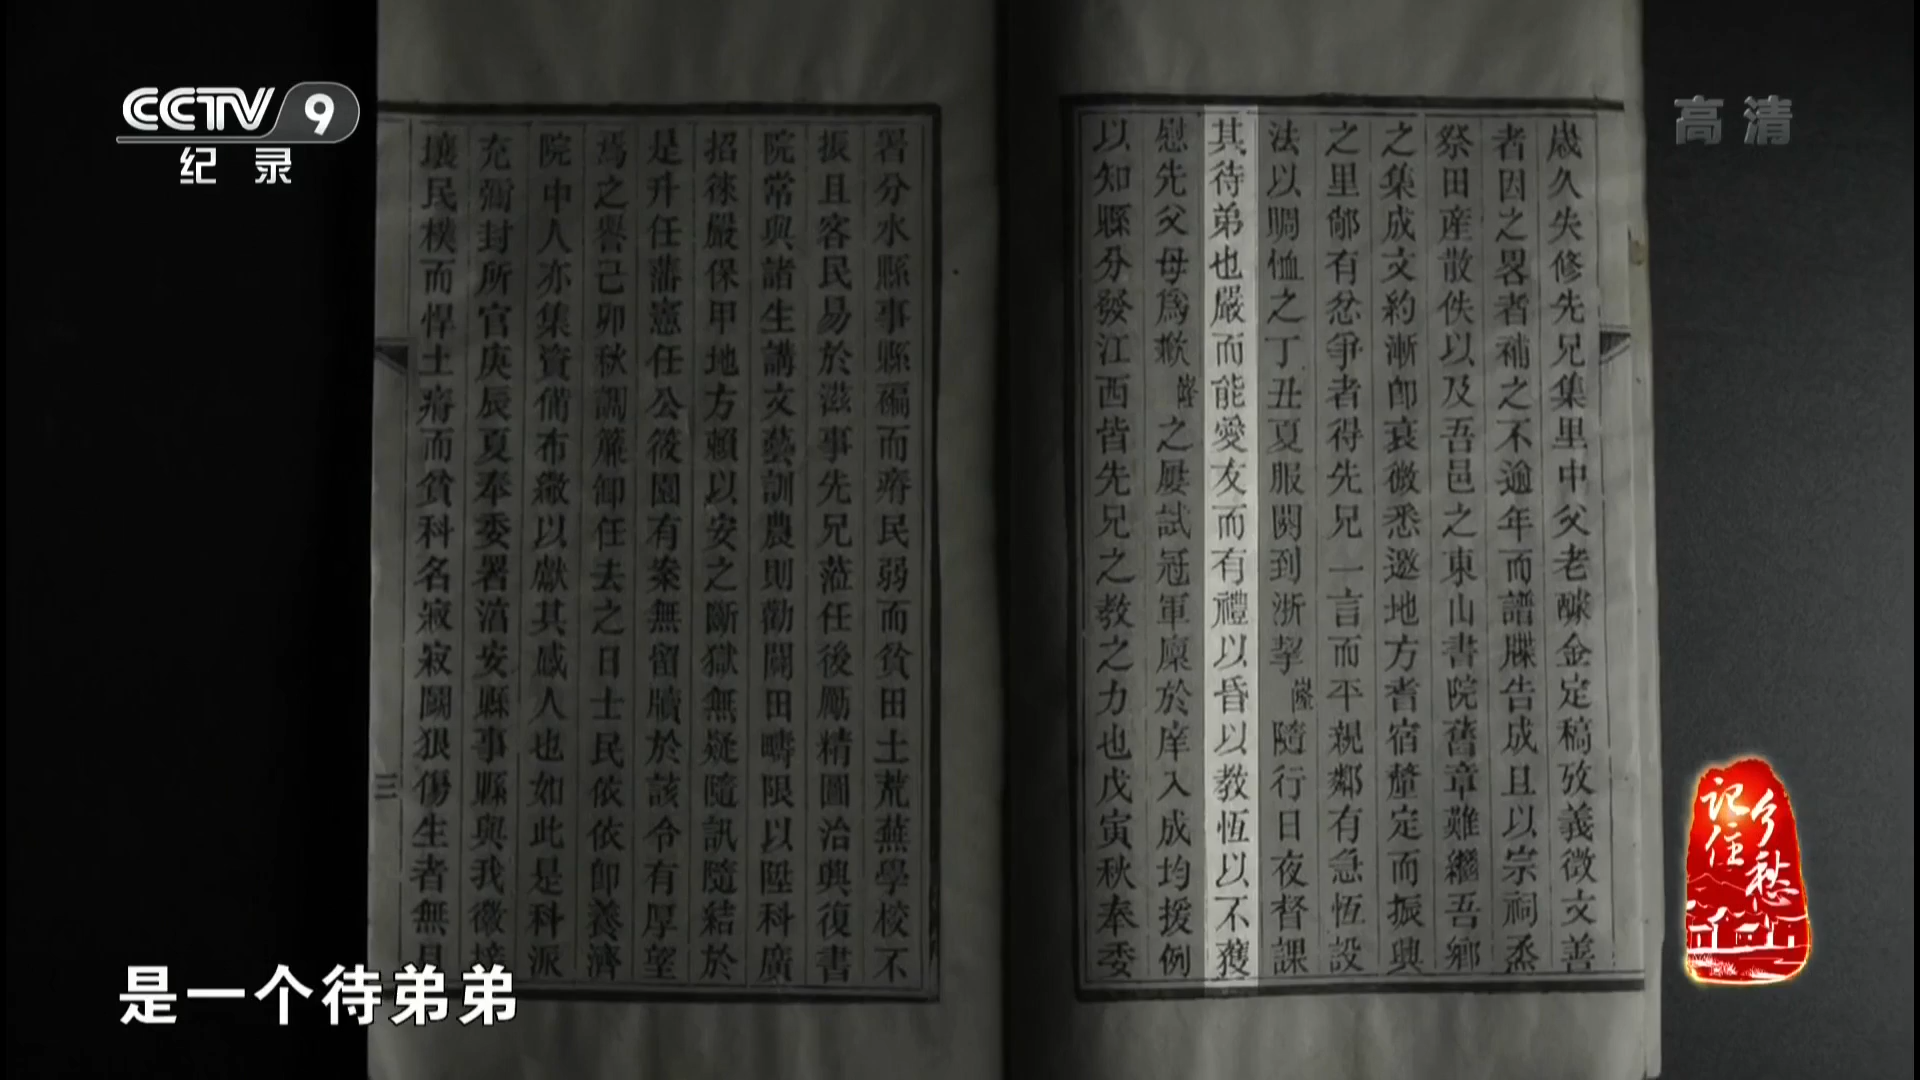 CCTV 9
纪录
高清
歲久失修先兄集里中父老醵金定稿攷義徵文善
者因之畧者補之不逾年而譜牒告成且以宗祠烝
祭田産散佚以及吾邑之東山書院舊章難繼吾鄉
之集成文約漸卽衰微悉邀地方耆宿釐定而振興
之里鄰有忿爭者得先兄一言而平親鄰有急恆設
法以賙恤之丁丑夏服闋到浙挈隆隨行日夜督課
其待弟也嚴而能愛友而有禮以昏以教恆以不獲
慰先父母爲歉隆之屢試冠軍廩於庠入成均援例
以知縣分發江西皆先兄之教之力也戊寅秋奉委
署分水縣事縣褊而瘠民弱而貧田土荒蕪學校不
振且客民易於滋事先兄蒞任後勵精圖治興復書
院常與諸生講文藝訓農則勸闢田疇限以陞科廣
招徠嚴保甲地方賴以安之斷獄無疑隨訊隨結於
是升任藩憲任公筱園有案無留牘於該令有厚望
焉之譽己卯秋調簾卸任去之日士民依依卽養濟
院中人亦集資備布繖以獻其感人也如此是科派
充彌封所官庚辰夏奉委署 安縣事縣與我徽接
壤民樸而悍土瘠而貧科名寂寂鬬狠傷生者無月
三
是一个待弟弟
记住乡愁